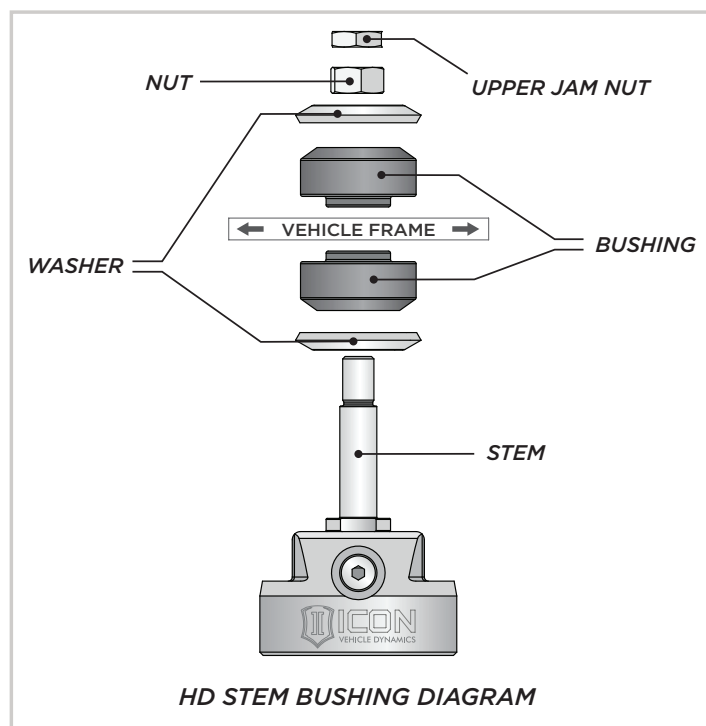 NUT
UPPER JAM NUT
VEHICLE FRAME
WASHER
BUSHING
STEM
ICON
VEHICLE DYNAMICS
HD STEM BUSHING DIAGRAM